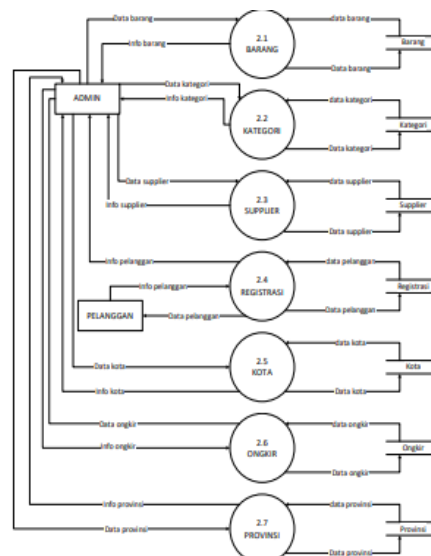 Data barang
data barang
2.1
BARANG
Info barang
Barang
Data barang
Data kategori
data kategori
ADMIN
Info kategori
2.2
KATEGORI
Kategori
Data kategori
Data supplier
data supplier
2.3
SUPPLIER
Info supplier
Supplier
Data supplier
Info pelanggan
data pelanggan
2.4
REGISTRASI
Info pelanggan
Registrasi
PELANGGAN
Data pelanggan
Data pelanggan
data kota
2.5
KOTA
Data kota
Kota
Info kota
Data kota
Data ongkir
data ongkir
2.6
ONGKIR
Info ongkir
Ongkir
Data ongkir
Info provinsi
data provinsi
2.7
PROVINSI
Data provinsi
Provinsi
Data provinsi